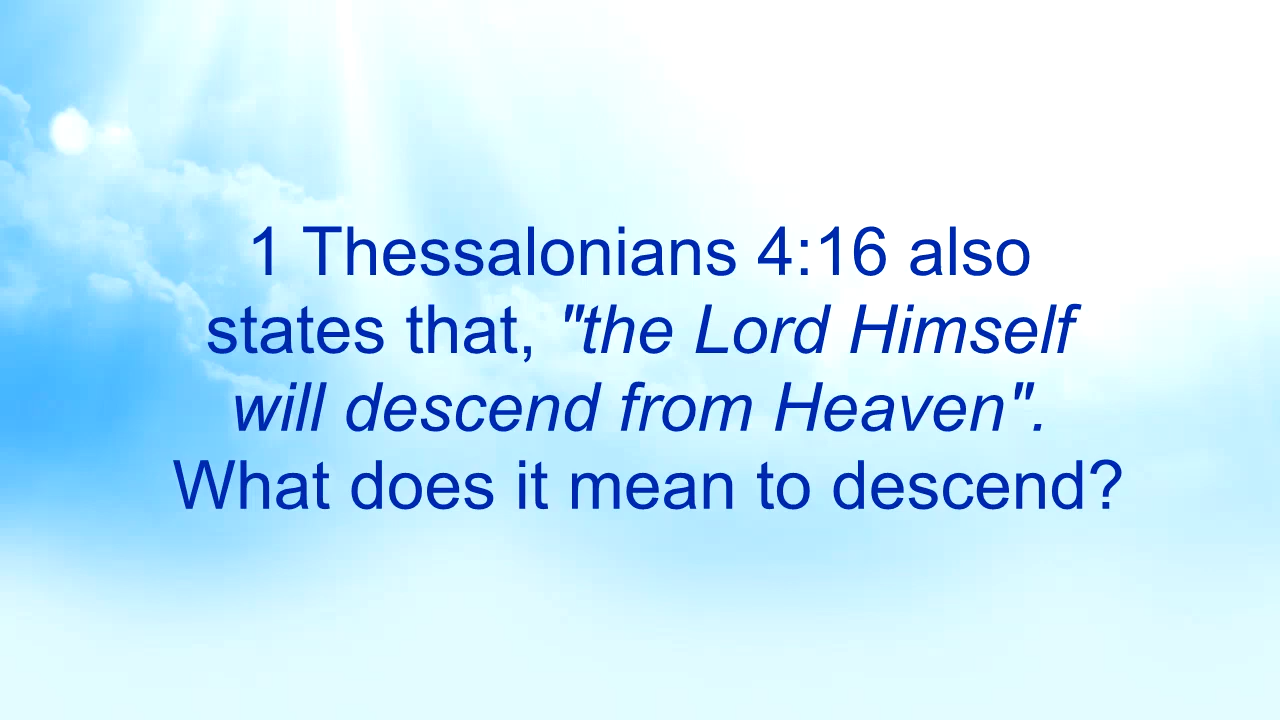 1 Thessalonians 4:16 also
states that, "the Lord Himself
will descend from Heaven".
What does it mean to descend?